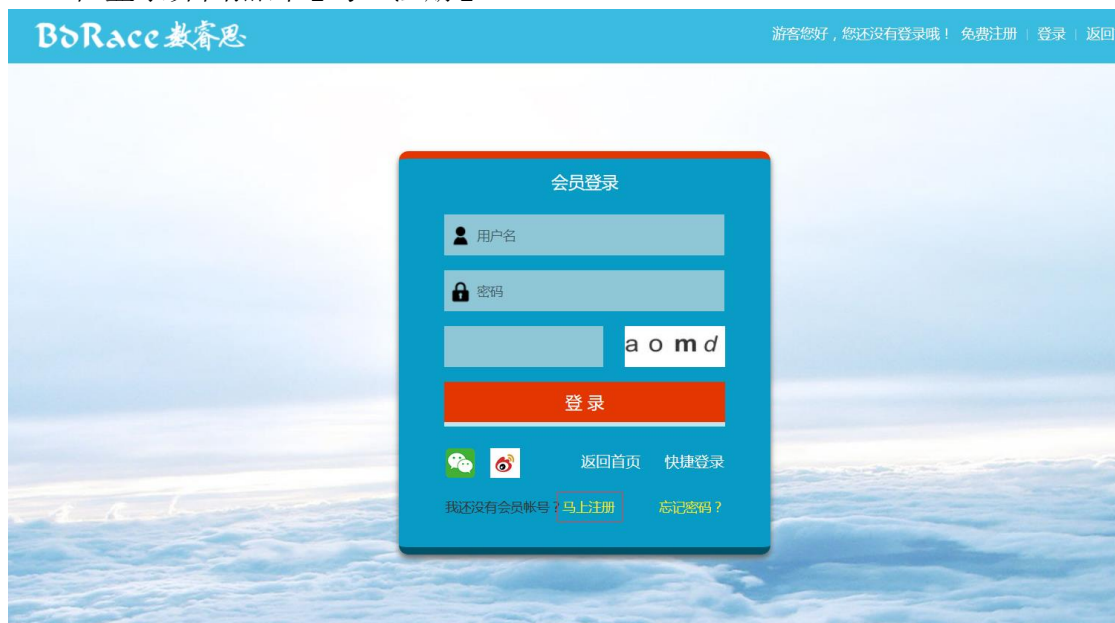 BdRace数睿思
游客您好，您还没有登录哦！ 免费注册 | 登录 | 返回
会员登录
用户名
密码
a o m d
登 录
返回首页 快捷登录
我还没有会员帐号？马上注册 忘记密码？